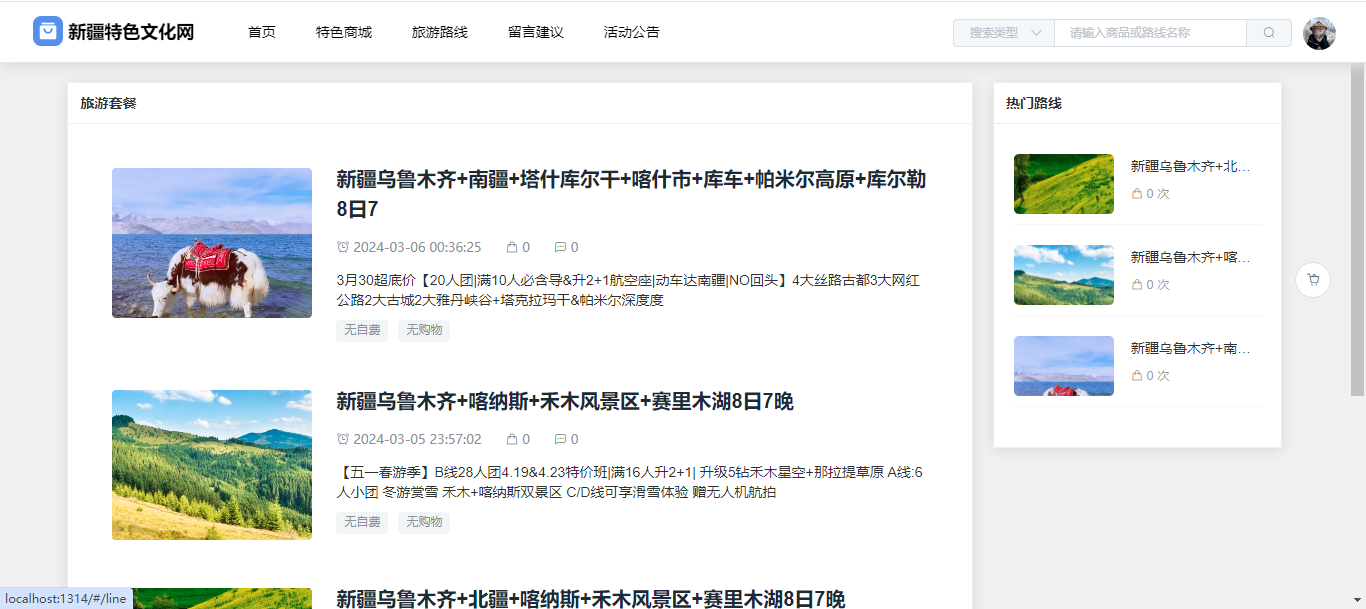 新疆特色文化网
首页
特色商城
旅游路线
留言建议
活动公告
搜索类型
请输入商品或路线名称
旅游套餐
新疆乌鲁木齐+南疆+塔什库尔干+喀什市+库车+帕米尔高原+库尔勒
8日7
2024-03-06 00:36:25 0 0
3月30超底价【20人团|满10人必含导&升2+1航空座|动车达南疆|NO回头】4大丝路古都3大网红
公路2大古城2大雅丹峡谷+塔克拉玛干&帕米尔深度度
无自费 无购物
新疆乌鲁木齐+喀纳斯+禾木风景区+赛里木湖8日7晚
2024-03-05 23:57:02 0 0
【五一春游季】B线28人团4.19&4.23特价班|满16人升2+1| 升级5钻禾木星空+那拉提草原 A线:6
人小团 冬游赏雪 禾木+喀纳斯双景区 C/D线可享滑雪体验 赠无人机航拍
无自费 无购物
新疆乌鲁木齐+北疆+喀纳斯+禾木风景区+赛里木湖8日7晚
热门路线
新疆乌鲁木齐+北...
0 次
新疆乌鲁木齐+喀...
0 次
新疆乌鲁木齐+南...
0 次
localhost:1314/#/line